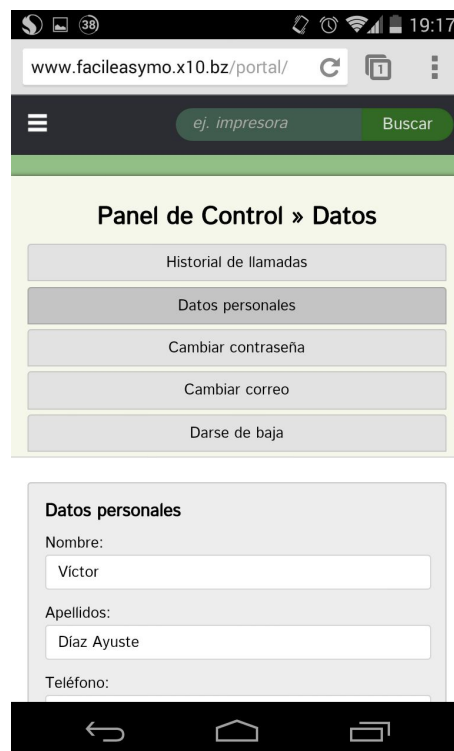 38
19:17
www.facileasymo.x10.bz/portal/
1
ej. impresora
Buscar
Panel de Control » Datos
Historial de llamadas
Datos personales
Cambiar contraseña
Cambiar correo
Darse de baja
Datos personales
Nombre:
Víctor
Apellidos:
Díaz Ayuste
Teléfono: